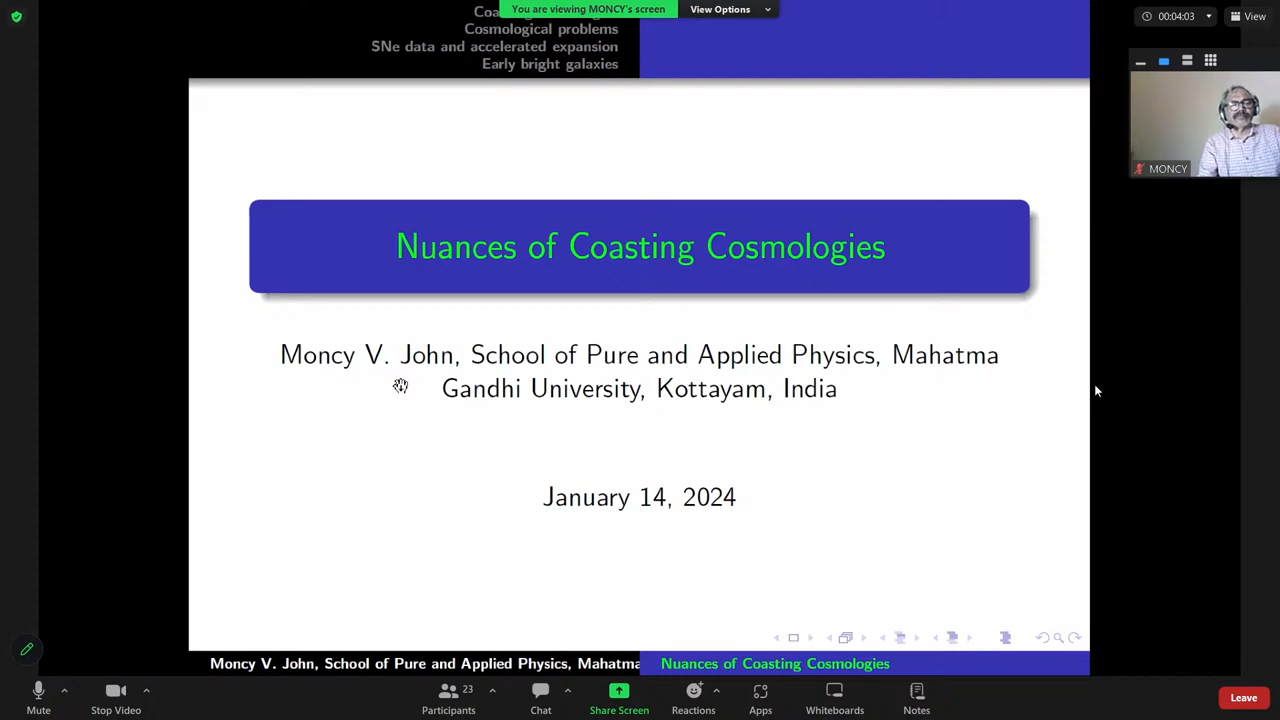 You are viewing MONCY's screen
View Options
00:04:03
View
Cosmological problems
SNe data and accelerated expansion
Early bright galaxies
MONCY
Nuances of Coasting Cosmologies
Moncy V. John, School of Pure and Applied Physics, Mahatma
Gandhi University, Kottayam, India
January 14, 2024
Moncy V. John, School of Pure and Applied Physics, Mahatma
Nuances of Coasting Cosmologies
Mute
Stop Video
Participants
23
Chat
Share Screen
Reactions
Apps
Whiteboards
Notes
Leave